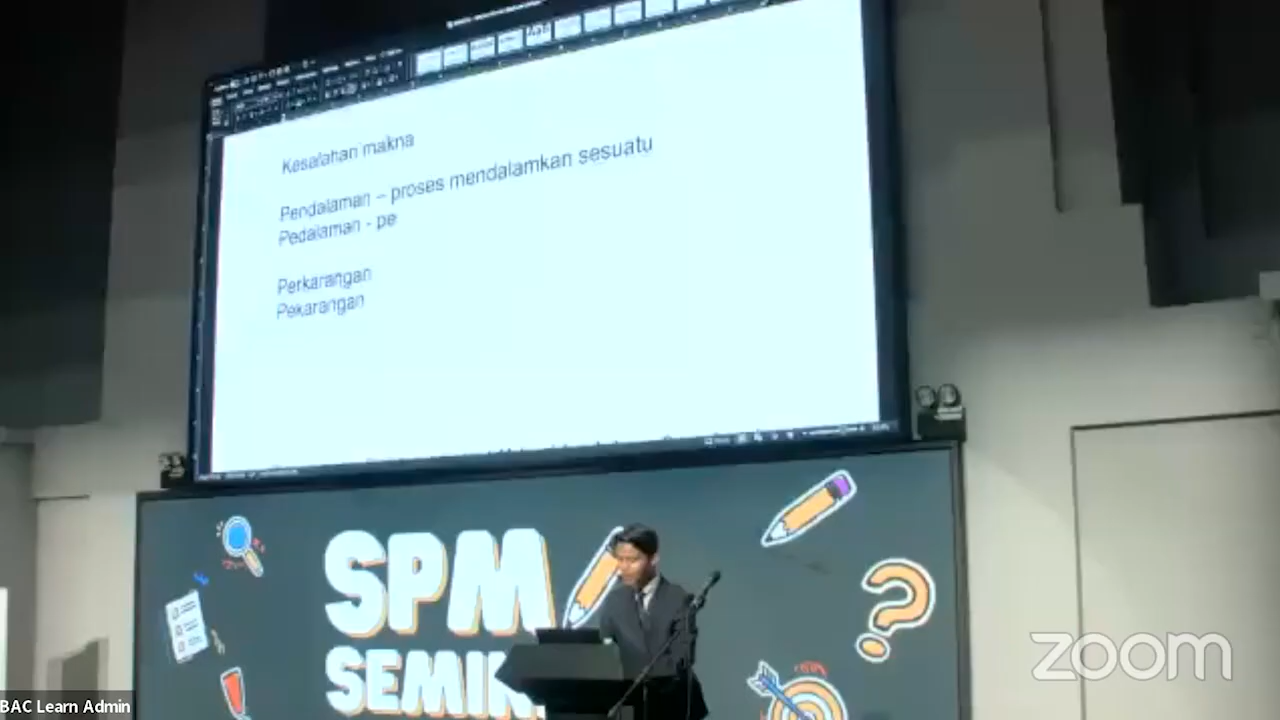 Kesalahan makna
Pendalaman – proses mendalamkan sesuatu
Pedalaman - pe
Perkarangan
Pekarangan
SPM
SEMIN
zoom
BAC Learn Admin